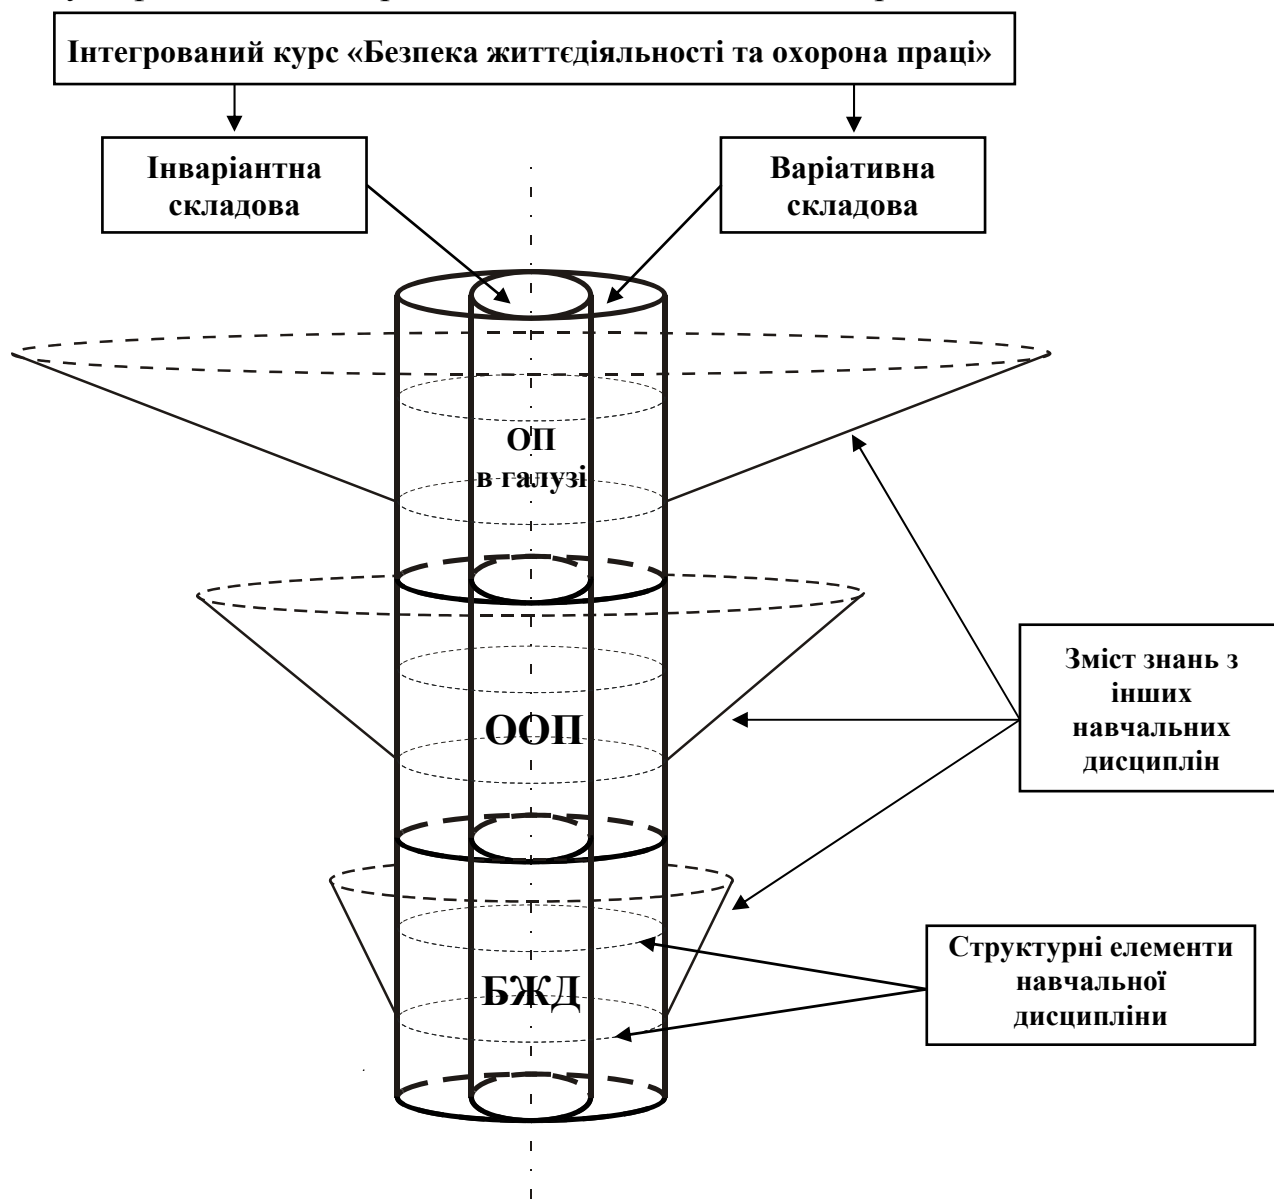 Інтегрований курс «Безпека життєдіяльності та охорона праці»
Інваріантна
складова
Варіативна
складова
ОП
в галузі
ООП
БЖД
Зміст знань з
інших
навчальних
дисциплін
Структурні елементи
навчальної
дисципліни